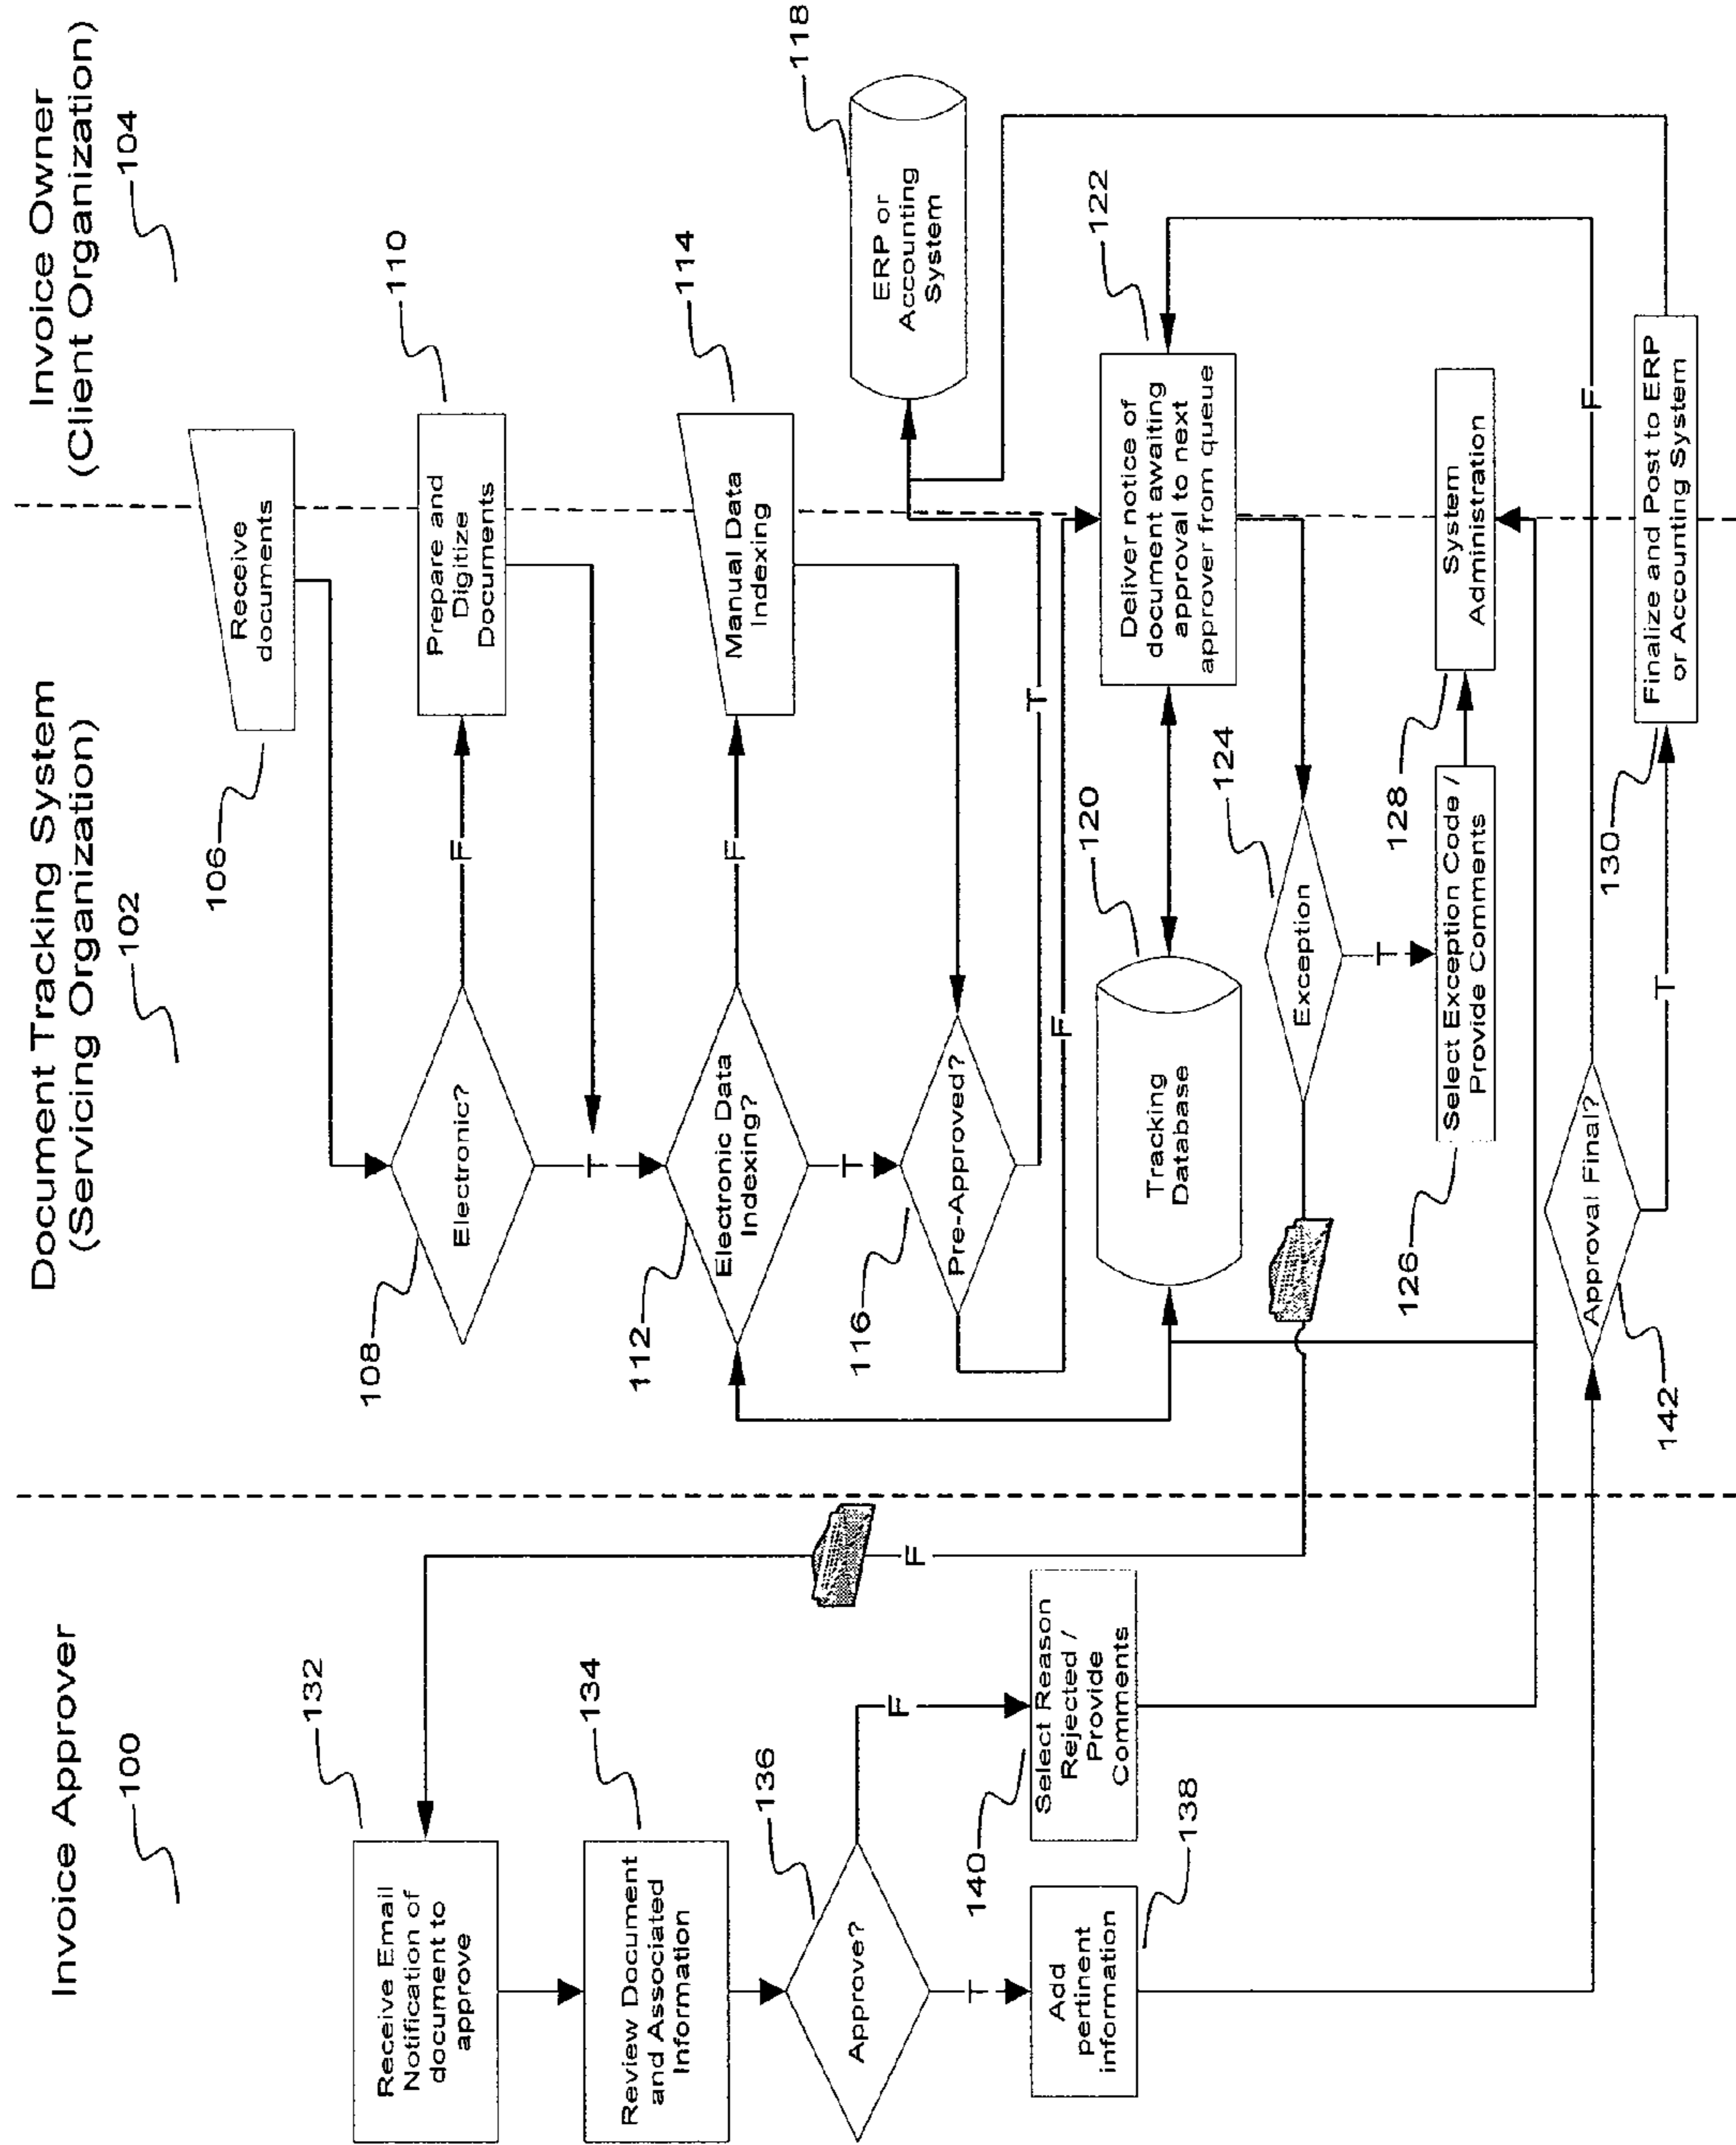 Invoice Approver
100
Document Tracking System
(Servicing Organization)
102
Invoice Owner
(Client Organization)
104
Receive
documents
106
Electronic?
108
F
T
Prepare and
Digitize
Documents
110
Electronic Data
Indexing?
112
F
T
Manual Data
Indexing
114
Pre-Approved?
116
F
T
ERP or
Accounting
System
118
Tracking
Database
120
Deliver notice of
document awaiting
approval to next
approver from queue
122
Exception
124
T
F
Select Exception Code /
Provide Comments
126
System
Administration
128
Receive Email
Notification of
document to
approve
132
Review Document
and Associated
Information
134
Approve?
136
F
T
Select Reason
Rejected /
Provide
Comments
140
Add
pertinent
information
138
Approval Final?
142
F
T
Finalize and Post to ERP
or Accounting System
130